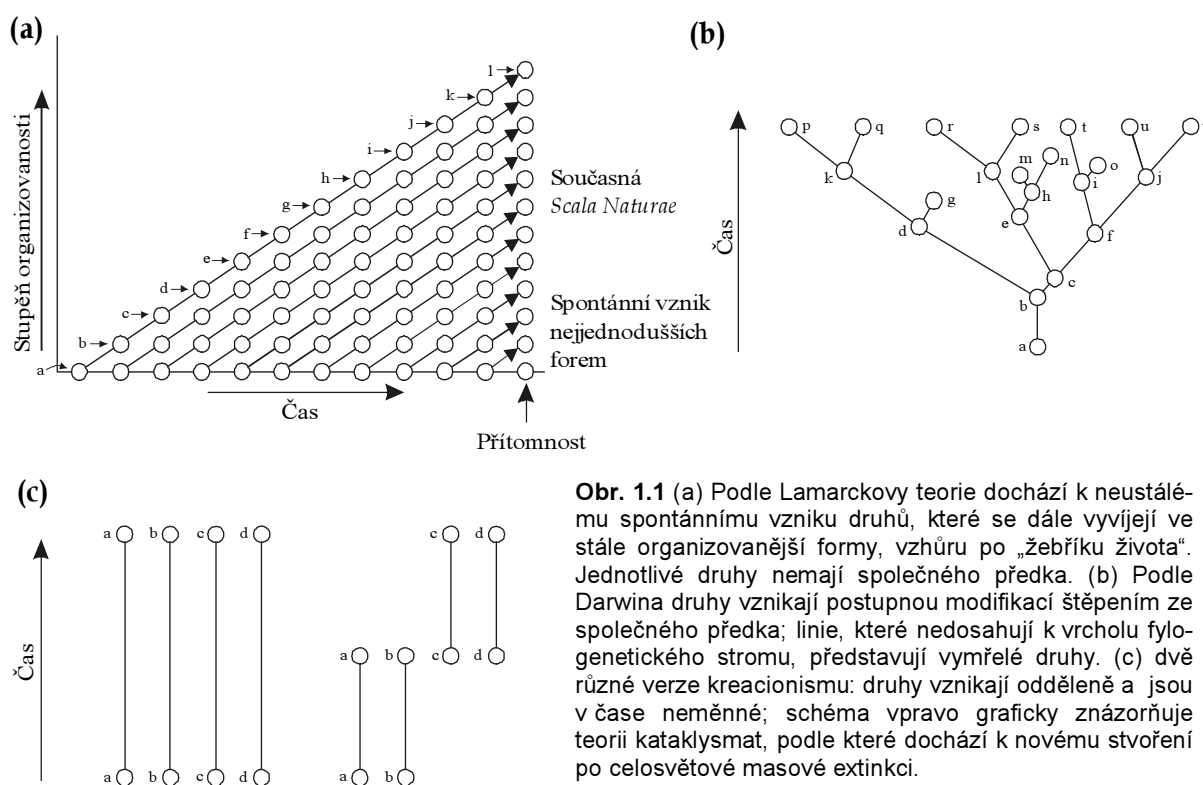 (a)
Stupěň organizovanosti
a
b
c
d
e
f
g
h
i
j
k
l
Současná
Scala Naturae
Spontánní vznik
nejjednodušších
forem
Čas
Přítomnost
(b)
Čas
p
q
r
s
t
u
m
n
o
k
l
h
i
j
g
d
e
f
c
b
a
(c)
Čas
a b c d
a b c d
c d
a b c d
a b
Obr. 1.1 (a) Podle Lamarckovy teorie dochází k neustálé-
mu spontánnímu vzniku druhů, které se dále vyvíjejí ve
stále organizovanější formy, vzhůru po „žebříku života“.
Jednotlivé druhy nemají společného předka. (b) Podle
Darwina druhy vznikají postupnou modifikací štěpením ze
společného předka; linie, které nedosahují k vrcholu fylo-
genetického stromu, představují vymřelé druhy. (c) dvě
různé verze kreacionismu: druhy vznikají odděleně a jsou
v čase neměnné; schéma vpravo graficky znázorňuje
teorii kataklysmat, podle které dochází k novému stvoření
po celosvětové masové extinkci.